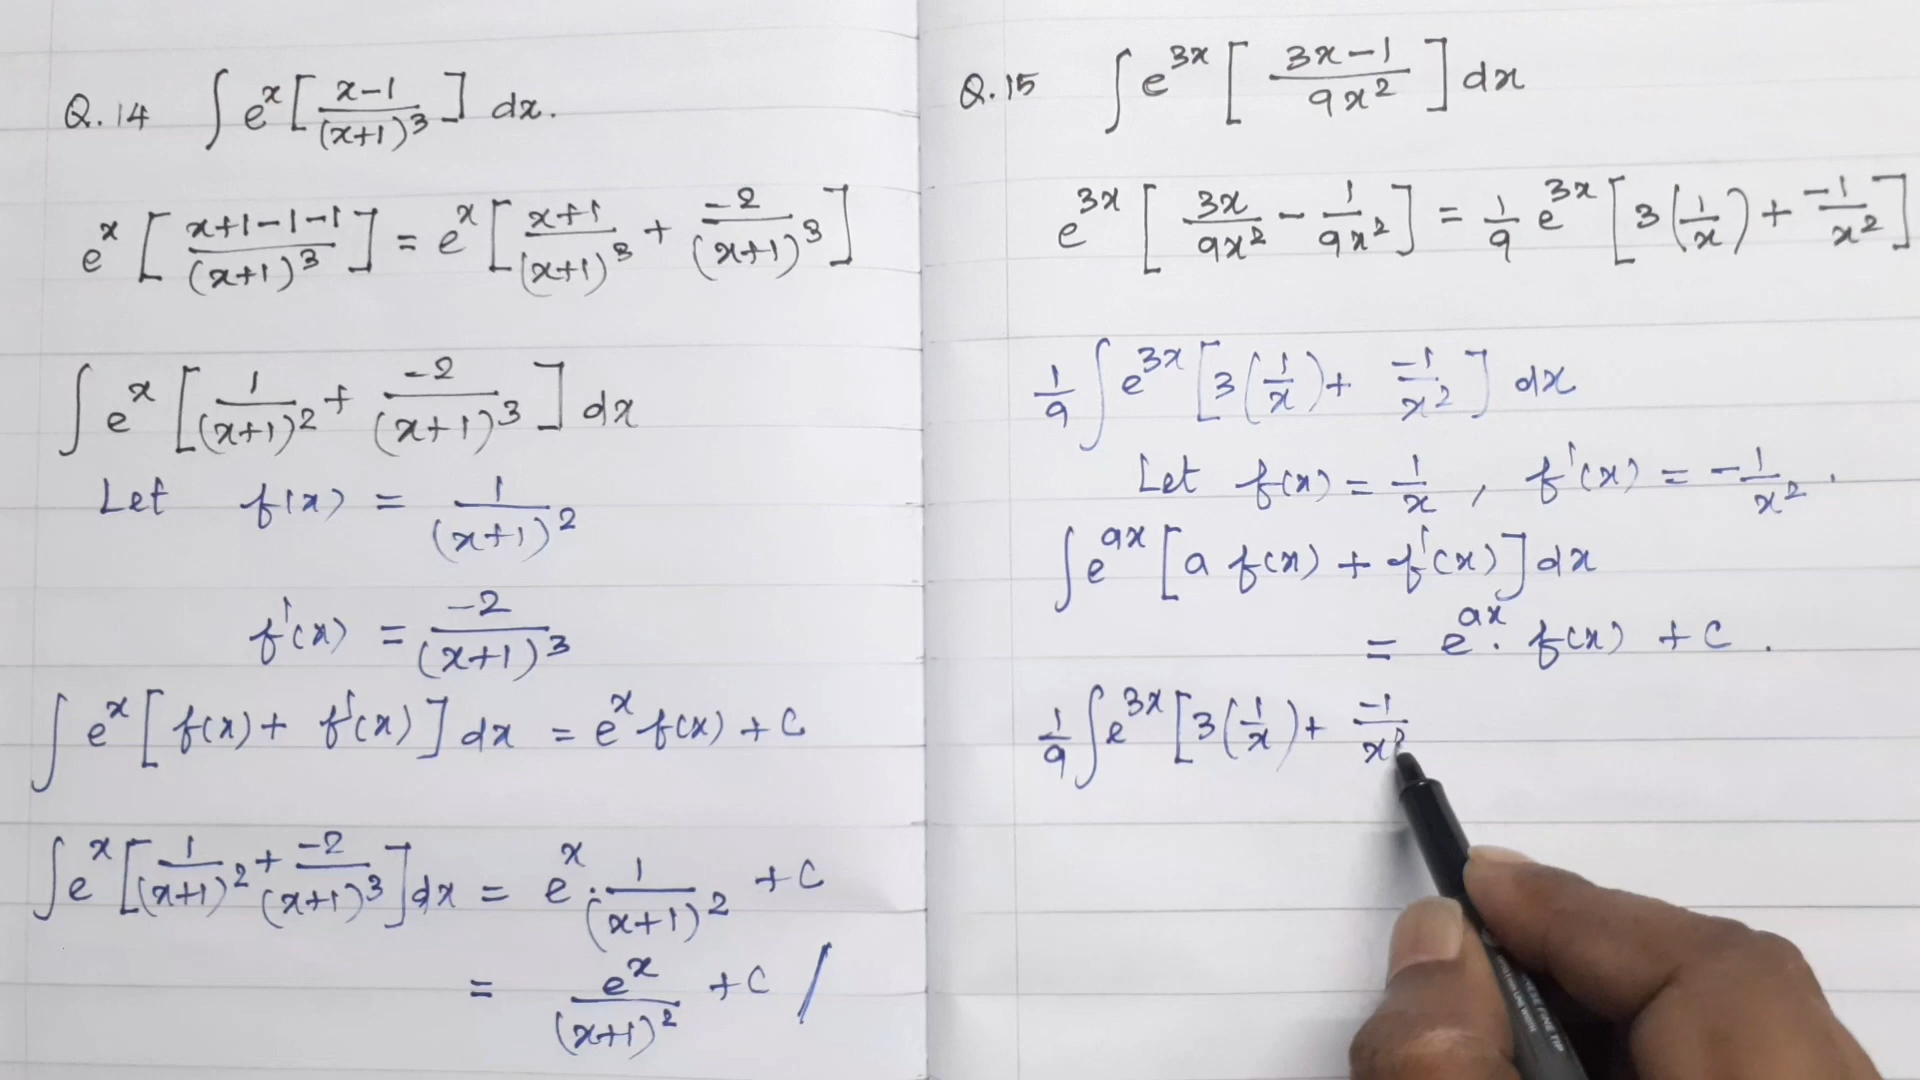 Q.14 ∫ e^x [ (x-1)/(x+1)^3 ] dx.
e^x [ (x+1-1-1)/(x+1)^3 ] = e^x [ (x+1)/(x+1)^3 + (-2)/(x+1)^3 ]
∫ e^x [ 1/(x+1)^2 + (-2)/(x+1)^3 ] dx
Let f(x) = 1/(x+1)^2
f'(x) = -2/(x+1)^3
∫ e^x [ f(x) + f'(x) ] dx = e^x f(x) + c
∫ e^x [ 1/(x+1)^2 + (-2)/(x+1)^3 ] dx = e^x · 1/(x+1)^2 + c
= e^x/(x+1)^2 + c /
Q.15 ∫ e^{3x} [ (3x-1)/(9x^2) ] dx
e^{3x} [ 3x/(9x^2) - 1/(9x^2) ] = 1/9 e^{3x} [ 3(1/x) + (-1)/x^2 ]
1/9 ∫ e^{3x} [ 3(1/x) + (-1)/x^2 ] dx
Let f(x) = 1/x , f'(x) = -1/x^2 .
∫ e^{ax} [ a f(x) + f'(x) ] dx
= e^{ax} · f(x) + c .
1/9 ∫ e^{3x} [ 3(1/x) + (-1)/x^2